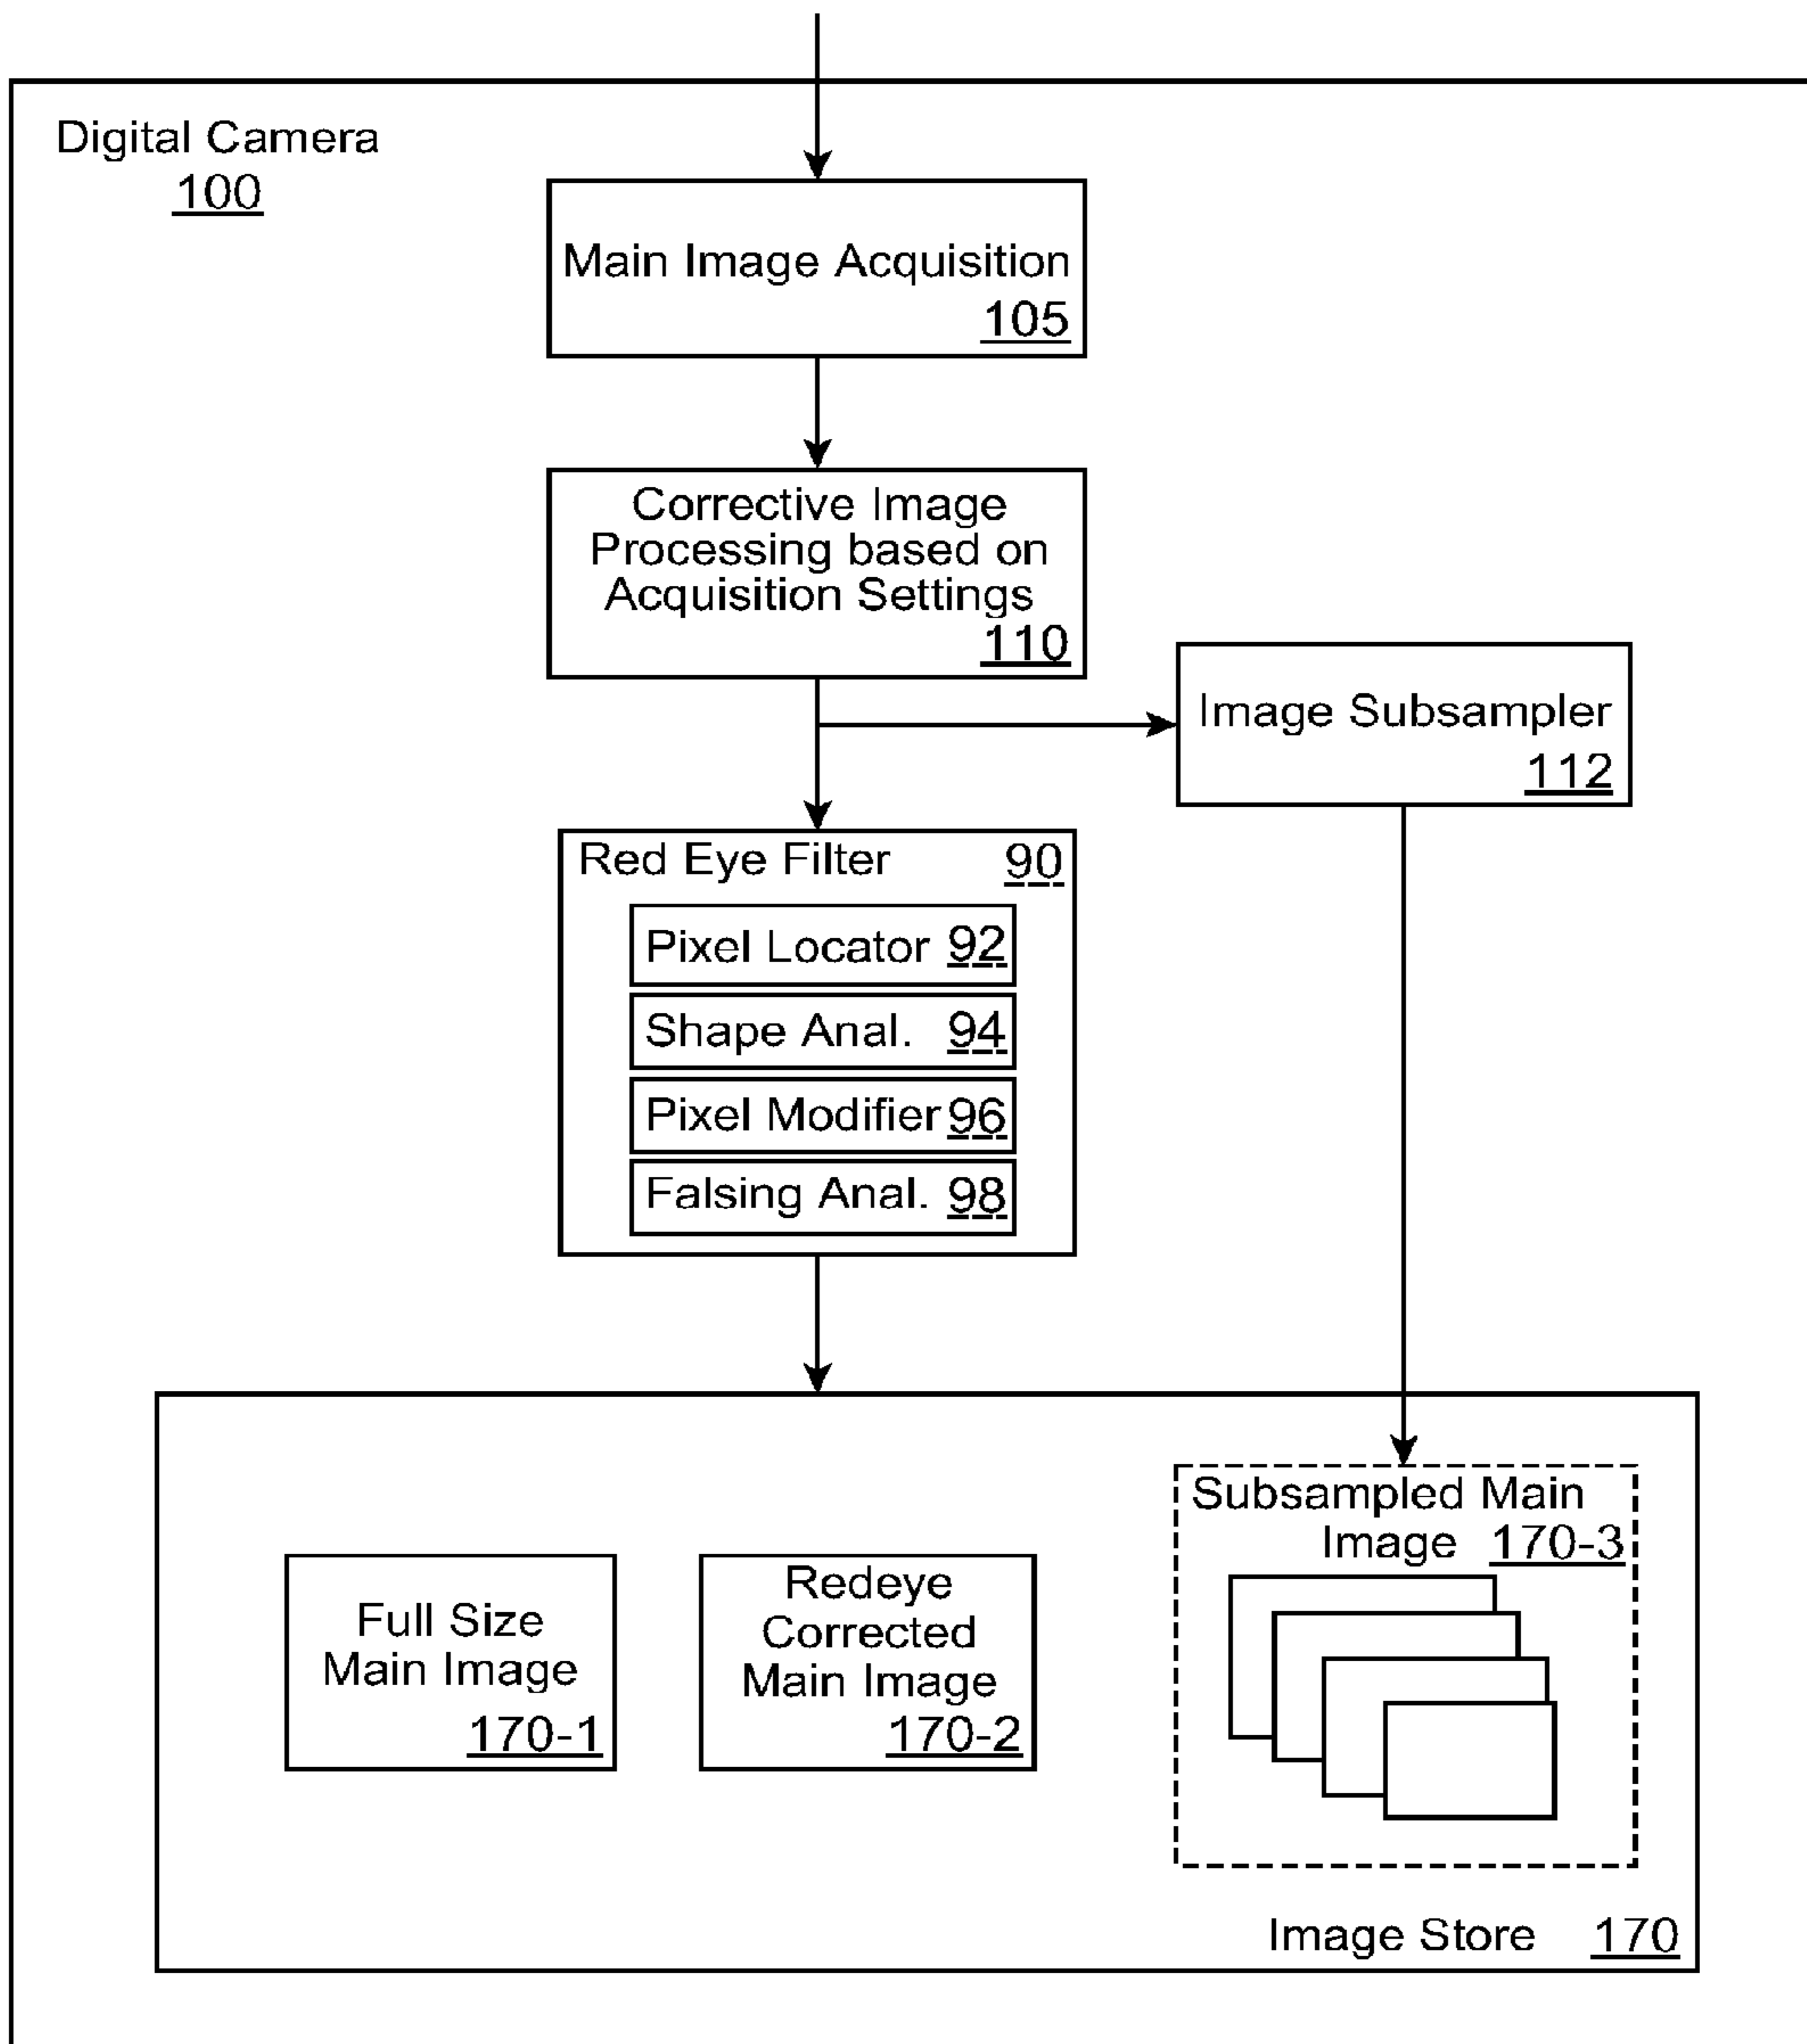 Digital Camera
100
Main Image Acquisition
105
Corrective Image
Processing based on
Acquisition Settings
110
Image Subsampler
112
Red Eye Filter 90
Pixel Locator 92
Shape Anal. 94
Pixel Modifier 96
Falsing Anal. 98
Subsampled Main
Image 170-3
Full Size
Main Image
170-1
Redeye
Corrected
Main Image
170-2
Image Store 170